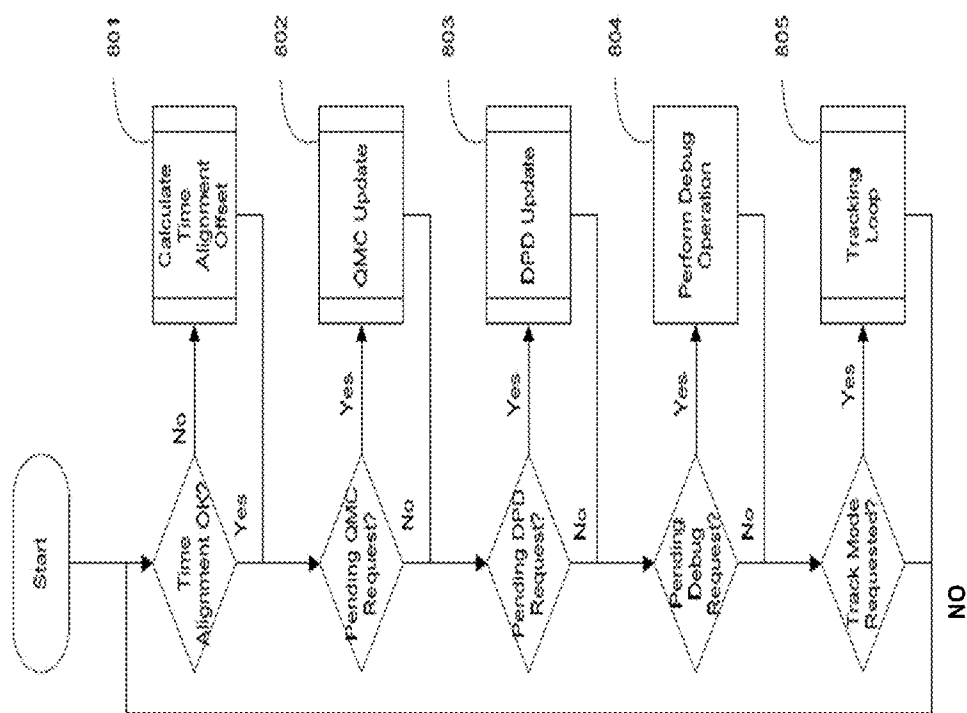 Start
Time
Alignment OK?
No
Yes
Calculate
Time
Alignment
Offset
801
Pending QMC
Request?
Yes
No
QMC Update
802
Pending DPD
Request?
Yes
No
DPD Update
803
Pending
Debug
Request?
Yes
No
Perform Debug
Operation
804
Track Mode
Requested?
Yes
NO
Tracking
Loop
805